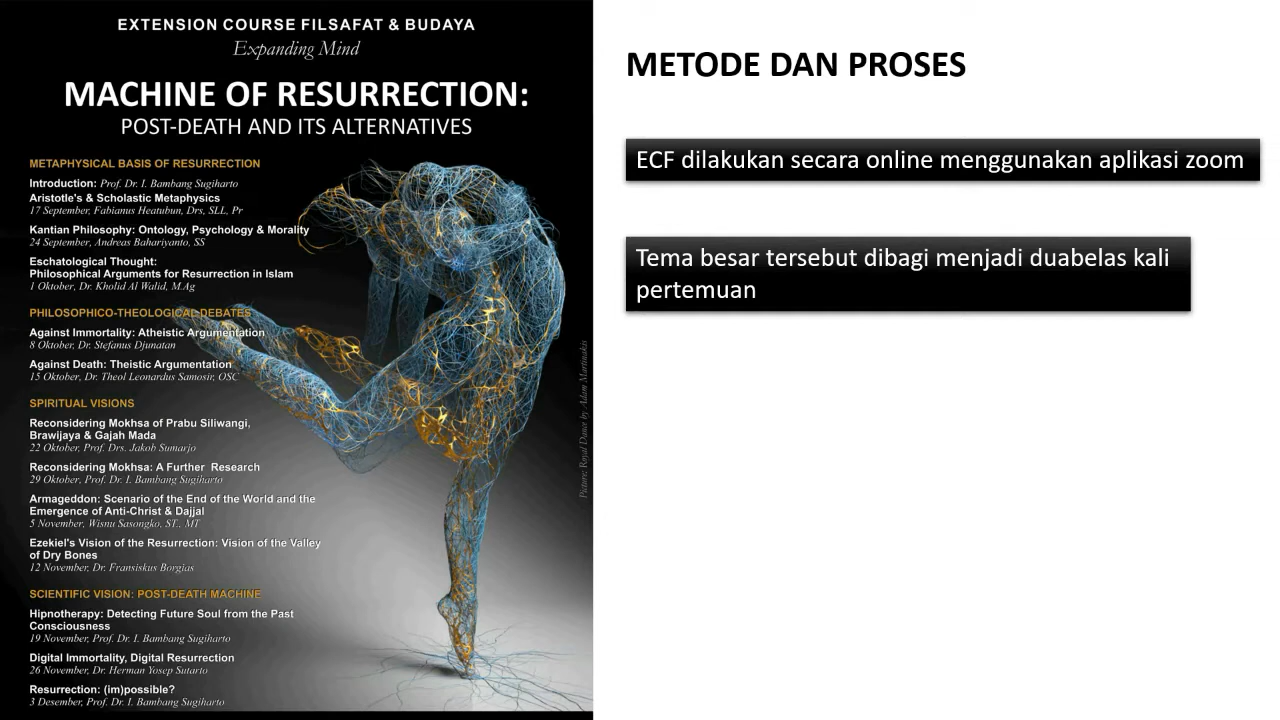 EXTENSION COURSE FILSAFAT & BUDAYA
Expanding Mind
MACHINE OF RESURRECTION:
POST-DEATH AND ITS ALTERNATIVES
METAPHYSICAL BASIS OF RESURRECTION
Introduction: Prof. Dr. I. Bambang Sugiharto
Aristotle's & Scholastic Metaphysics
17 September, Fabianus Heatubun, Drs, SLL, Pr
Kantian Philosophy: Ontology, Psychology & Morality
24 September, Andreas Bahariyanto, SS
Eschatological Thought:
Philosophical Arguments for Resurrection in Islam
1 Oktober, Dr. Kholid Al Walid, M.Ag
PHILOSOPHICO-THEOLOGICAL DEBATES
Against Immortality: Atheistic Argumentation
8 Oktober, Dr. Stefanus Djunatan
Against Death: Theistic Argumentation
15 Oktober, Dr. Theol Leonardus Samosir, OSC
SPIRITUAL VISIONS
Reconsidering Mokhsa of Prabu Siliwangi,
Brawijaya & Gajah Mada
22 Oktober, Prof. Drs. Jakob Sumarjo
Reconsidering Mokhsa: A Further Research
29 Oktober, Prof. Dr. I. Bambang Sugiharto
Armageddon: Scenario of the End of the World and the
Emergence of Anti-Christ & Dajjal
5 November, Wisnu Sasongko, ST., MT
Ezekiel's Vision of the Resurrection: Vision of the Valley
of Dry Bones
12 November, Dr. Fransiskus Borgias
SCIENTIFIC VISION: POST-DEATH MACHINE
Hipnotherapy: Detecting Future Soul from the Past
Consciousness
19 November, Prof. Dr. I. Bambang Sugiharto
Digital Immortality, Digital Resurrection
26 November, Dr. Herman Yosep Sutarto
Resurrection: (im)possible?
3 Desember, Prof. Dr. I. Bambang Sugiharto
Picture: Royal Dance by Adam Martinakis
METODE DAN PROSES
ECF dilakukan secara online menggunakan aplikasi zoom
Tema besar tersebut dibagi menjadi duabelas kali
pertemuan